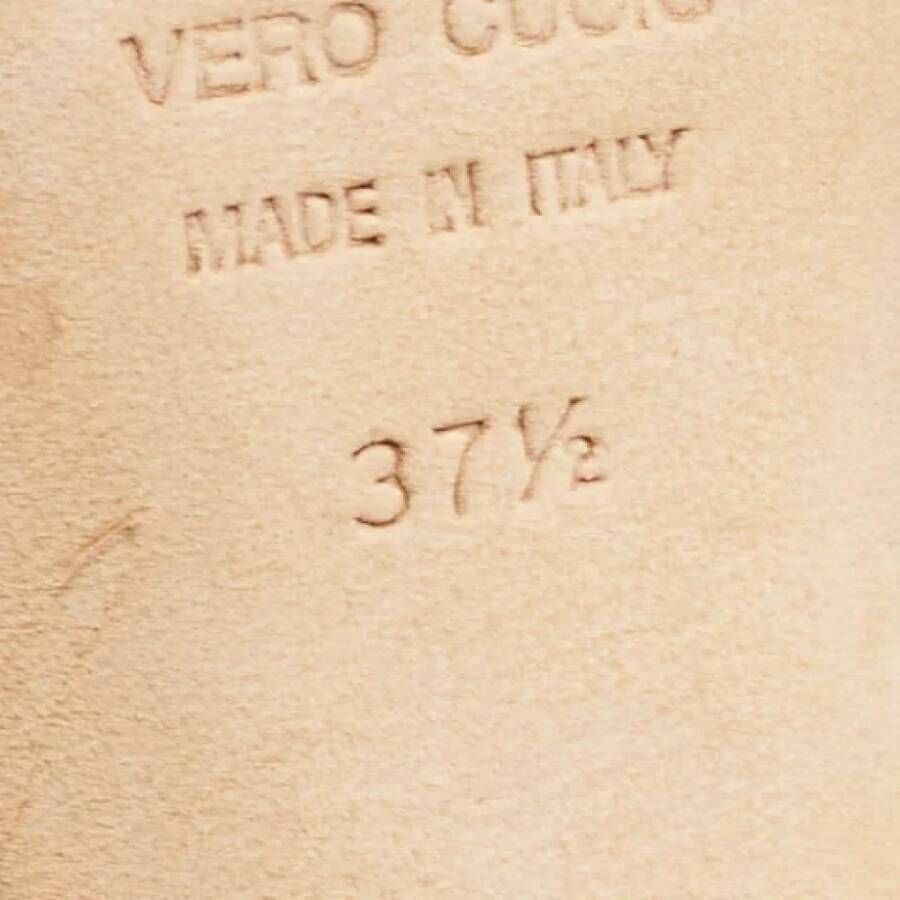 VERO CUOIO
MADE IN ITALY
37½